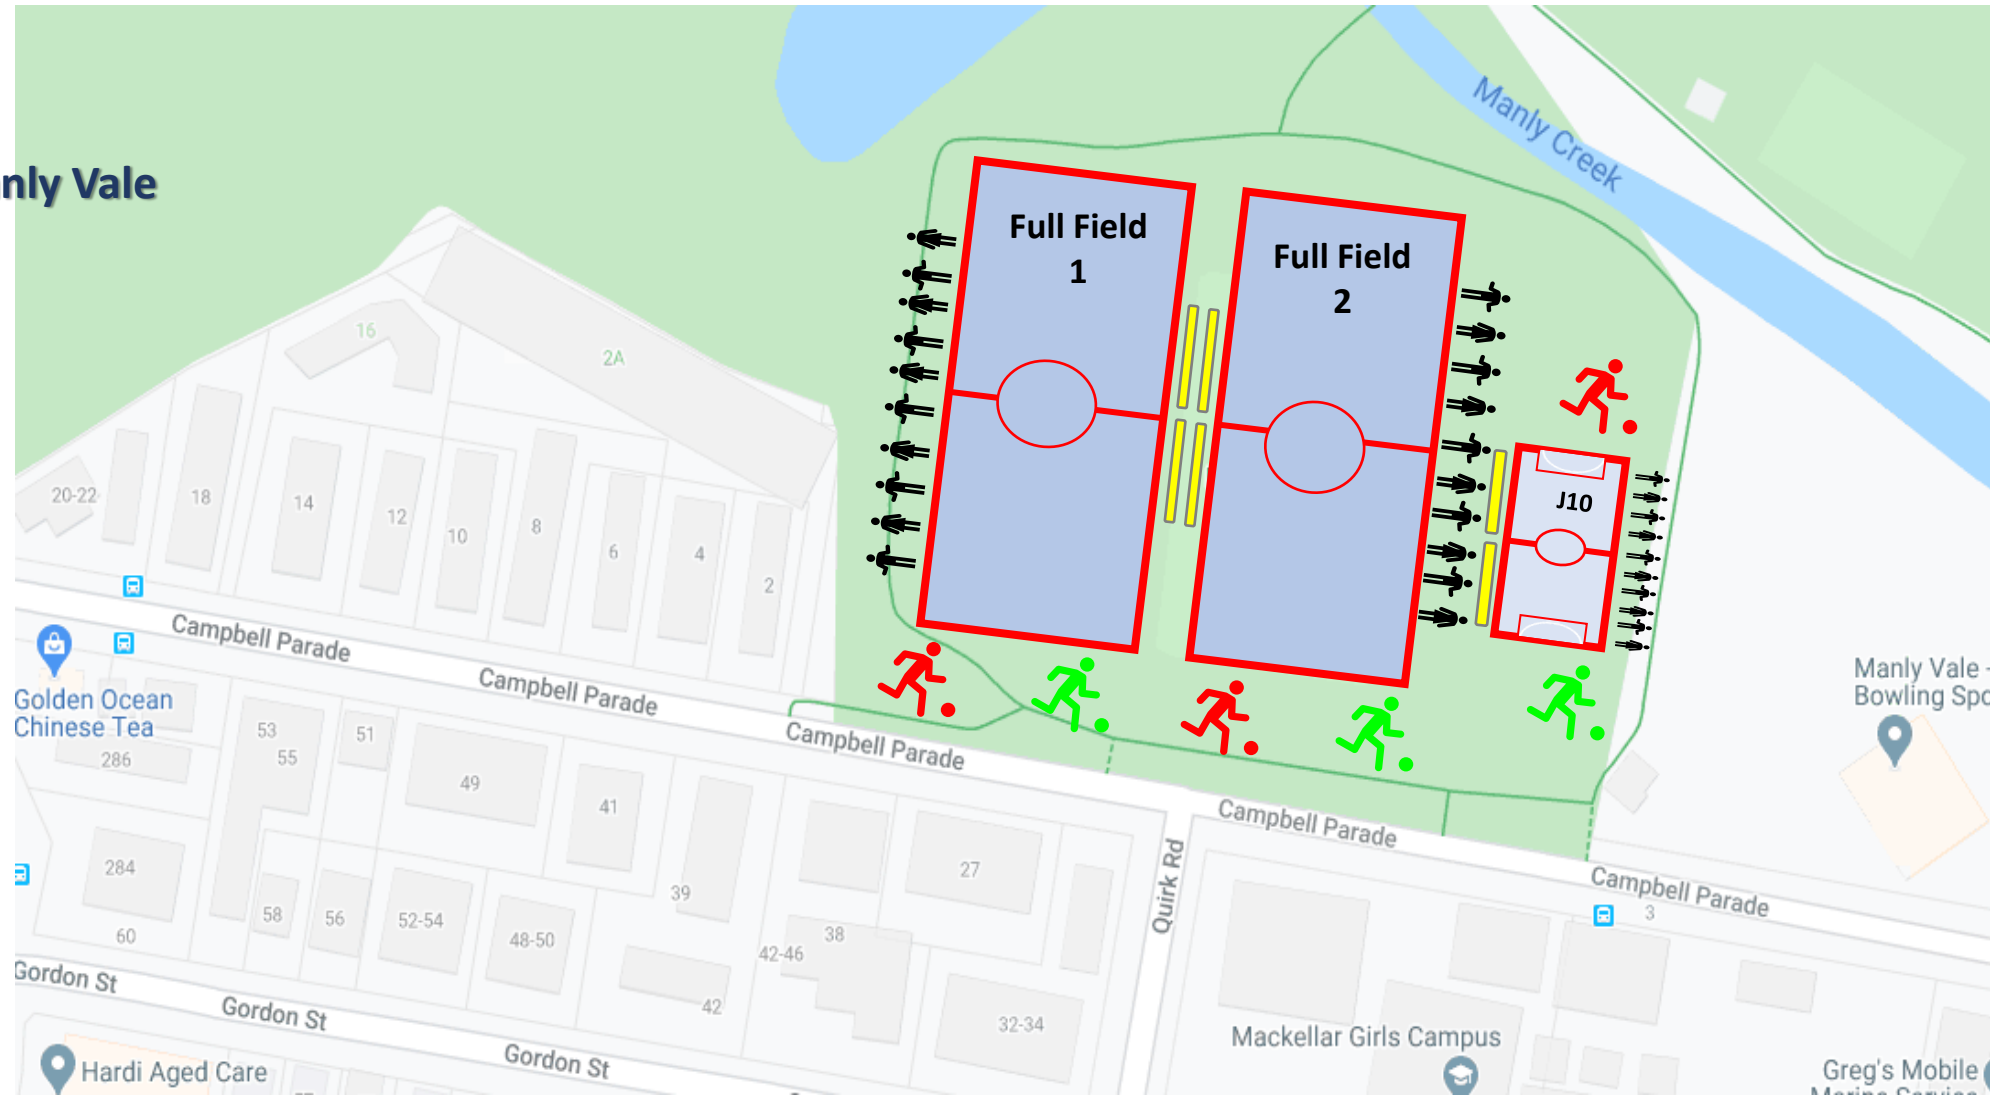 Manly Creek
nly Vale
Full Field
1
Full Field
2
16
2A
J10
20-22
18
14
12
10
8
6
4
2
Campbell Parade
Campbell Parade
Campbell Parade
Campbell Parade
Campbell Parade
Golden Ocean
Chinese Tea
Manly Vale -
Bowling Spo
53
55
51
286
49
41
284
39
27
Quirk Rd
58
56
52-54
48-50
60
42-46
38
3
42
32-34
Gordon St
Gordon St
Gordon St
Mackellar Girls Campus
Hardi Aged Care
Greg's Mobile